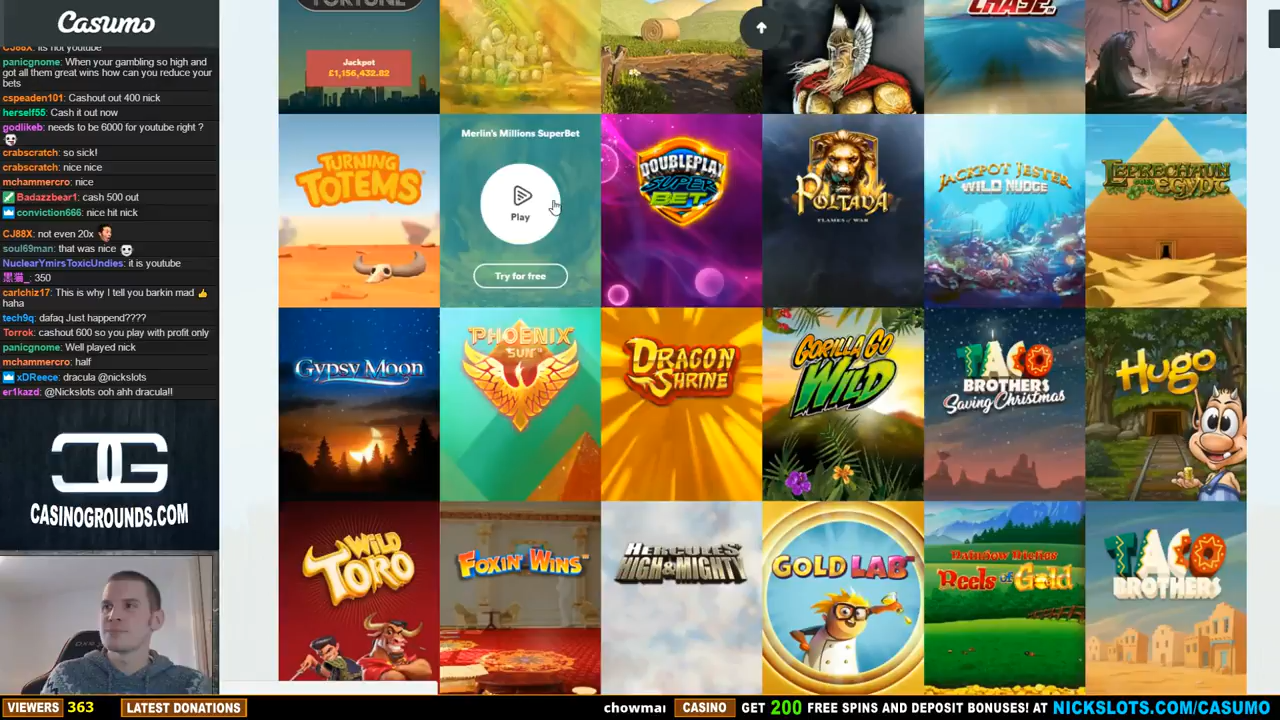 Casumo
CJ88X: its not youtube
panicgnome: When your gambling so high and
got all them great wins how can you reduce your
bets
cspeaden101: Cashout out 400 nick
herself55: Cash it out now
godlikeb: needs to be 6000 for youtube right ?
crabscratch: so sick!
crabscratch: nice nice
mchammercro: nice
Badazzbear1: cash 500 out
conviction666: nice hit nick
CJ88X: not even 20x
soul69man: that was nice
NuclearYmirsToxicUndies: it is youtube
黑猫_: 350
carlchiz17: This is why I tell you barkin mad
haha
tech9q: dafaq Just happend????
Torrok: cashout 600 so you play with profit only
panicgnome: Well played nick
mchammercro: half
xDReece: dracula @nickslots
er1kazd: @Nickslots ooh ahh dracula!!
CASINOGROUNDS.COM
FORTUNE
Jackpot
£1,156,432.82
CHASE
TURNING
TOTEMS
Merlin's Millions SuperBet
Play
Try for free
DOUBLEPLAY
SUPER
BET
POLTAVA
FLAMES OF WAR
JACKPOT JESTER
WILD NUDGE
LEPRECHAUN
GOES
EGYPT
GYPSY MOON
PHOENIX
SUN
DRAGON
SHRINE
GORILLA GO
WILD
TACO
BROTHERS
Saving Christmas
Hugo
WILD
TORO
FOXIN' WINS
HERCULES
HIGH & MIGHTY
GOLD LAB
Rainbow Riches
Reels of Gold
TACO
BROTHERS
VIEWERS 363
LATEST DONATIONS
chowmai
CASINO
GET 200 FREE SPINS AND DEPOSIT BONUSES! AT NICKSLOTS.COM/CASUMO